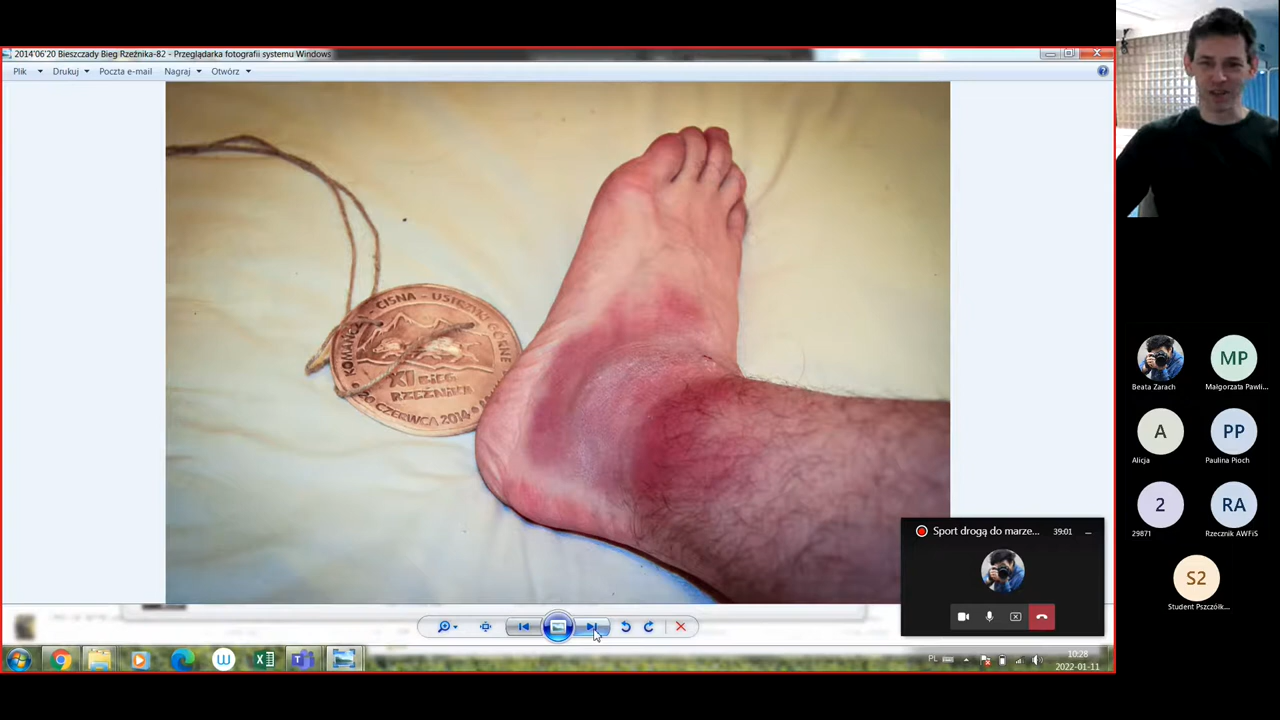 2014'06'20 Bieszczady Bieg Rzeźnika-82 - Przeglądarka fotografii systemu Windows
Plik Drukuj Poczta e-mail Nagraj Otwórz
KOMAŃCZA - CISNA - USTRZYKI GÓRNE
XI BIEG
RZEŹNIKA
20 CZERWCA 2014
Sport drogą do marze... 39:01
Beata Zarach
MP
Małgorzata Pawli...
A
Alicja
PP
Paulina Pioch
2
29871
RA
Rzecznik AWFiS
S2
Student Pszczółk...
PL
10:28
2022-01-11